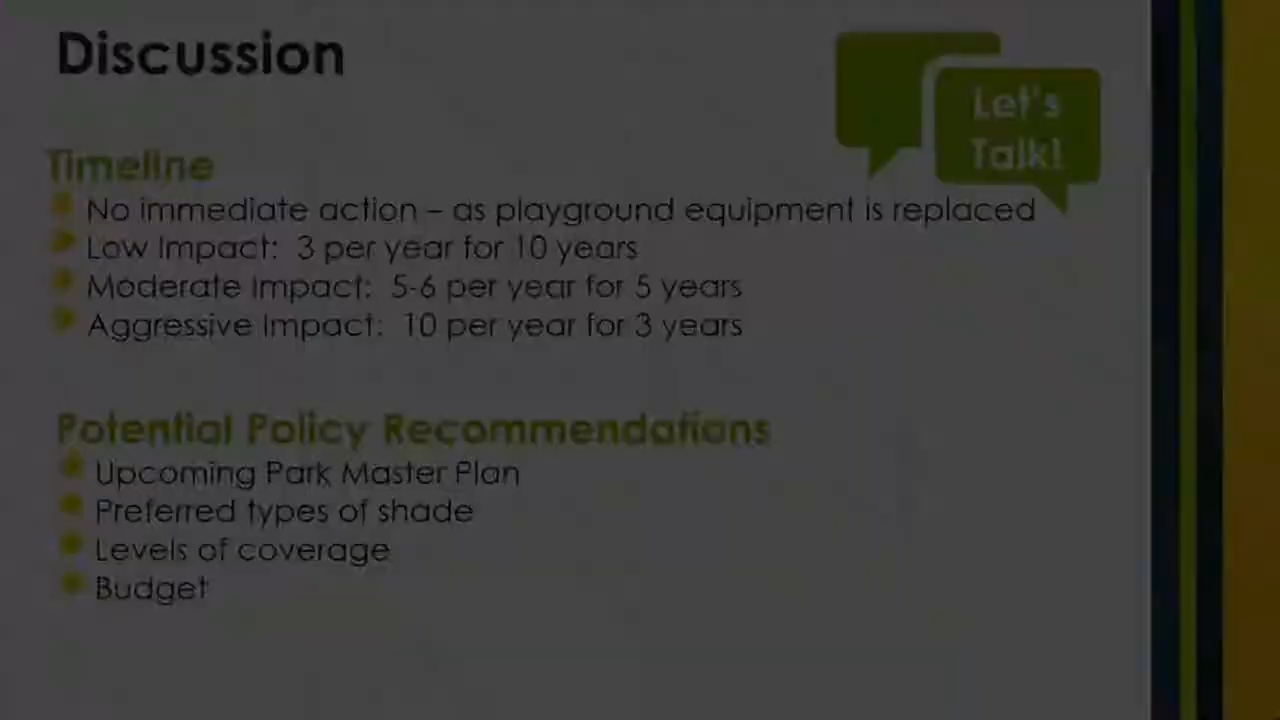 Discussion
Let's
Talk!
Timeline
No immediate action – as playground equipment is replaced
Low Impact: 3 per year for 10 years
Moderate Impact: 5-6 per year for 5 years
Aggressive Impact: 10 per year for 3 years
Potential Policy Recommendations
Upcoming Park Master Plan
Preferred types of shade
Levels of coverage
Budget